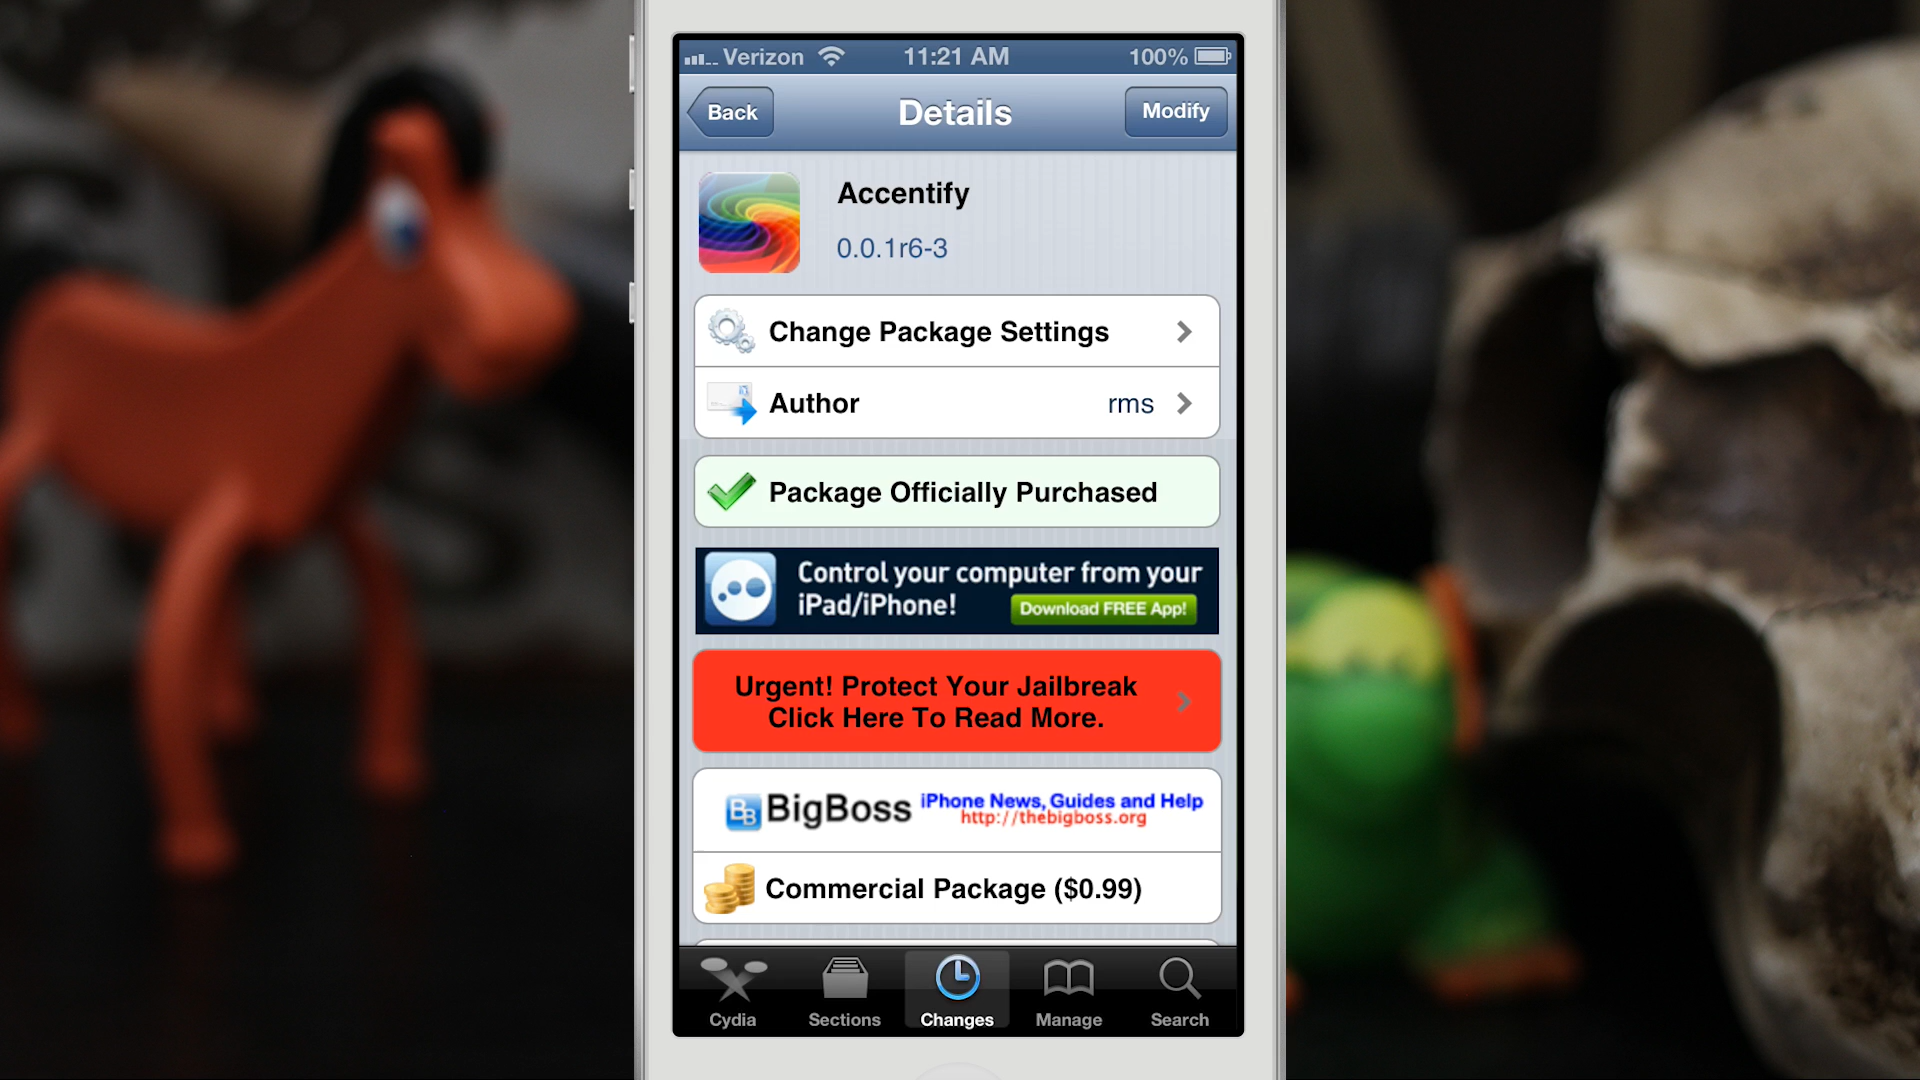 Verizon 11:21 AM 100%
Back Details Modify
Accentify
0.0.1r6-3
Change Package Settings
Author rms
Package Officially Purchased
Control your computer from your
iPad/iPhone!
Download FREE App!
Urgent! Protect Your Jailbreak
Click Here To Read More.
BB BigBoss iPhone News, Guides and Help
http://thebigboss.org
Commercial Package ($0.99)
Cydia Sections Changes Manage Search